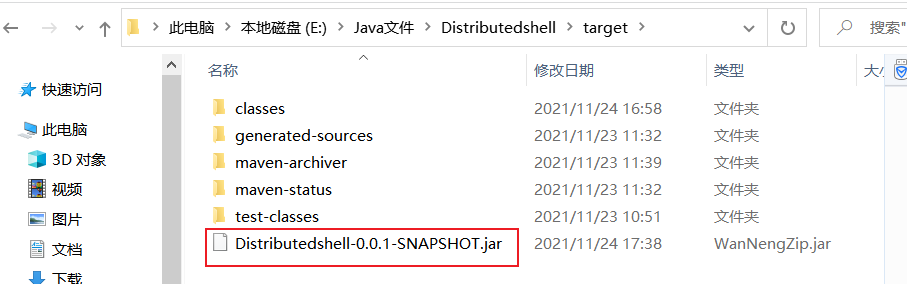 此电脑 > 本地磁盘 (E:) > Java文件 > Distributedshell > target >
搜索"
名称 修改日期 类型 大小
快速访问
此电脑
3D 对象
视频
图片
文档
下载
classes 2021/11/24 16:58 文件夹
generated-sources 2021/11/23 11:32 文件夹
maven-archiver 2021/11/23 11:39 文件夹
maven-status 2021/11/23 11:32 文件夹
test-classes 2021/11/23 10:51 文件夹
Distributedshell-0.0.1-SNAPSHOT.jar 2021/11/24 17:38 WanNengZip.jar